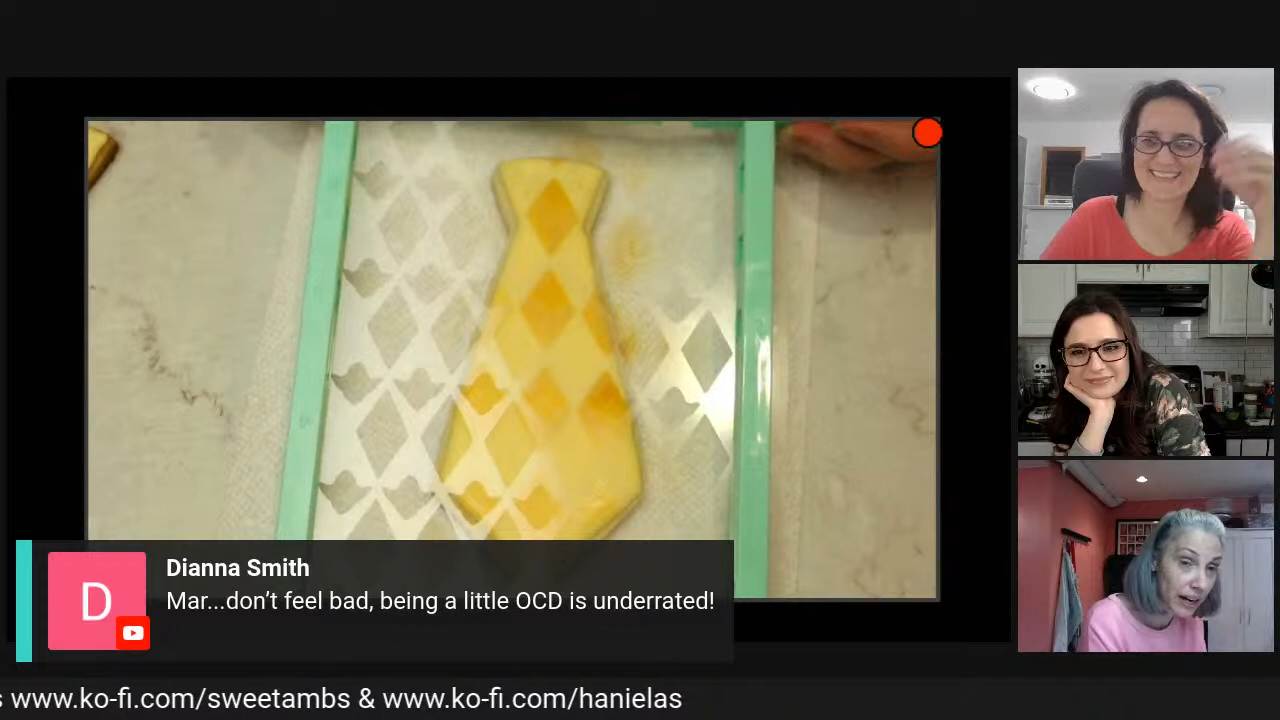 D
Dianna Smith
Mar...don’t feel bad, being a little OCD is underrated!
s www.ko-fi.com/sweetambs & www.ko-fi.com/hanielas